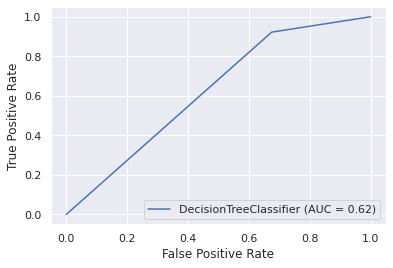 1.0
0.8
0.6
0.4
0.2
0.0
True Positive Rate
DecisionTreeClassifier (AUC = 0.62)
0.0 0.2 0.4 0.6 0.8 1.0
False Positive Rate